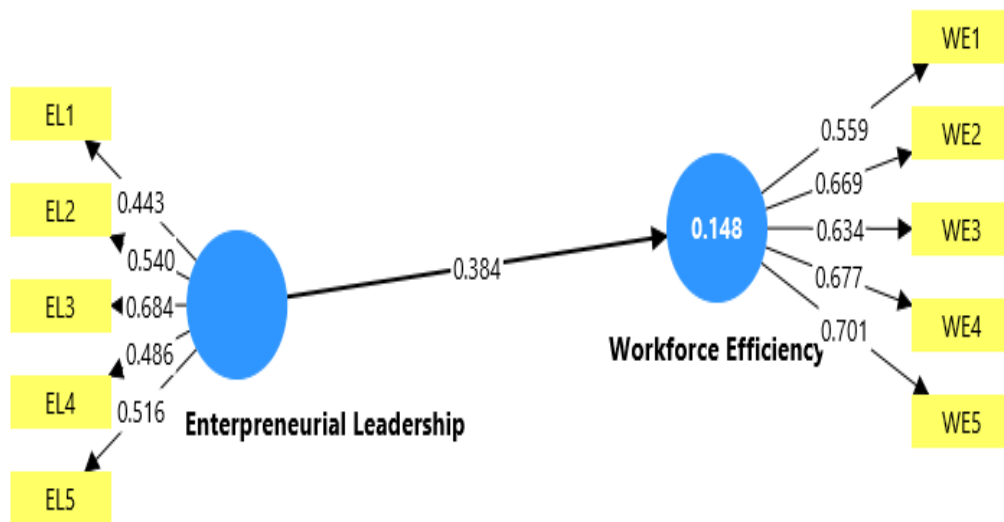 EL1
EL2
EL3
EL4
EL5
0.443
0.540
0.684
0.486
0.516
Enterpreneurial Leadership
0.384
0.148
Workforce Efficiency
0.559
0.669
0.634
0.677
0.701
WE1
WE2
WE3
WE4
WE5